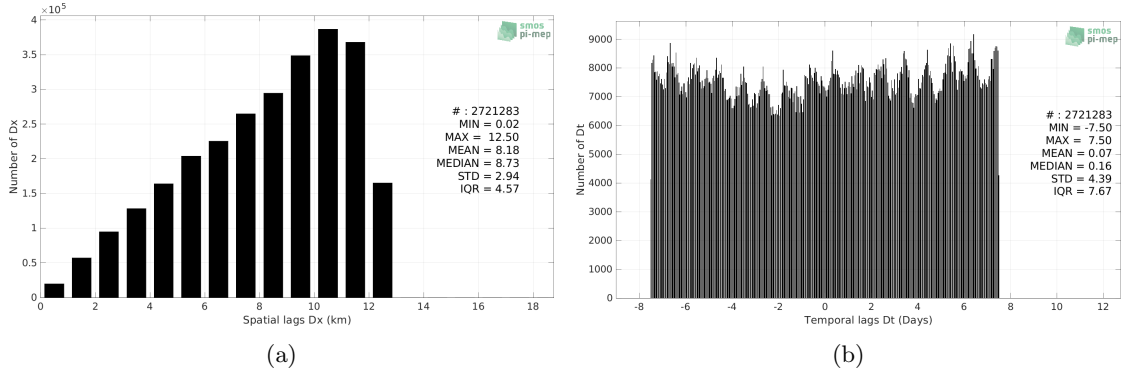 ×10⁵
4
3.5
3
2.5
2
1.5
1
0.5
0
Number of Dx
0 2 4 6 8 10 12 14 16 18
Spatial lags Dx (km)
smos
pi-mep
# : 2721283
MIN = 0.02
MAX = 12.50
MEAN = 8.18
MEDIAN = 8.73
STD = 2.94
IQR = 4.57
(a)
9000
8000
7000
6000
5000
4000
3000
2000
1000
0
Number of Dt
-8 -6 -4 -2 0 2 4 6 8 10 12
Temporal lags Dt (Days)
smos
pi-mep
# : 2721283
MIN = -7.50
MAX = 7.50
MEAN = 0.07
MEDIAN = 0.16
STD = 4.39
IQR = 7.67
(b)